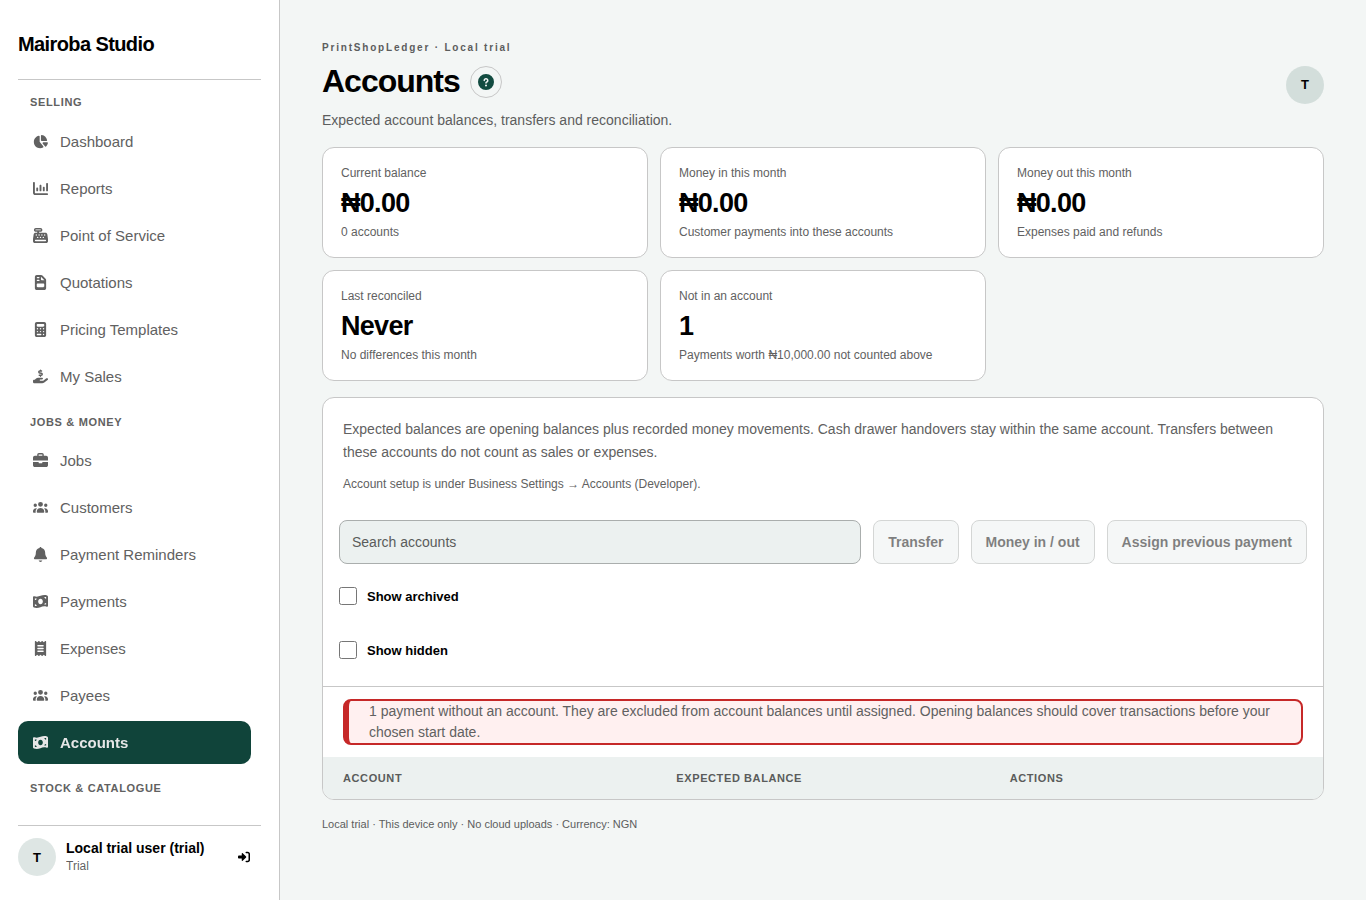 Mairoba Studio
SELLING
Dashboard
Reports
Point of Service
Quotations
Pricing Templates
My Sales
JOBS & MONEY
Jobs
Customers
Payment Reminders
Payments
Expenses
Payees
Accounts
STOCK & CATALOGUE
T
Local trial user (trial)
Trial
PrintShopLedger · Local trial
Accounts ?
T
Expected account balances, transfers and reconciliation.
Current balance
₦0.00
0 accounts
Money in this month
₦0.00
Customer payments into these accounts
Money out this month
₦0.00
Expenses paid and refunds
Last reconciled
Never
No differences this month
Not in an account
1
Payments worth ₦10,000.00 not counted above
Expected balances are opening balances plus recorded money movements. Cash drawer handovers stay within the same account. Transfers between
these accounts do not count as sales or expenses.
Account setup is under Business Settings → Accounts (Developer).
Search accounts
Transfer
Money in / out
Assign previous payment
Show archived
Show hidden
1 payment without an account. They are excluded from account balances until assigned. Opening balances should cover transactions before your
chosen start date.
ACCOUNT EXPECTED BALANCE ACTIONS
Local trial · This device only · No cloud uploads · Currency: NGN